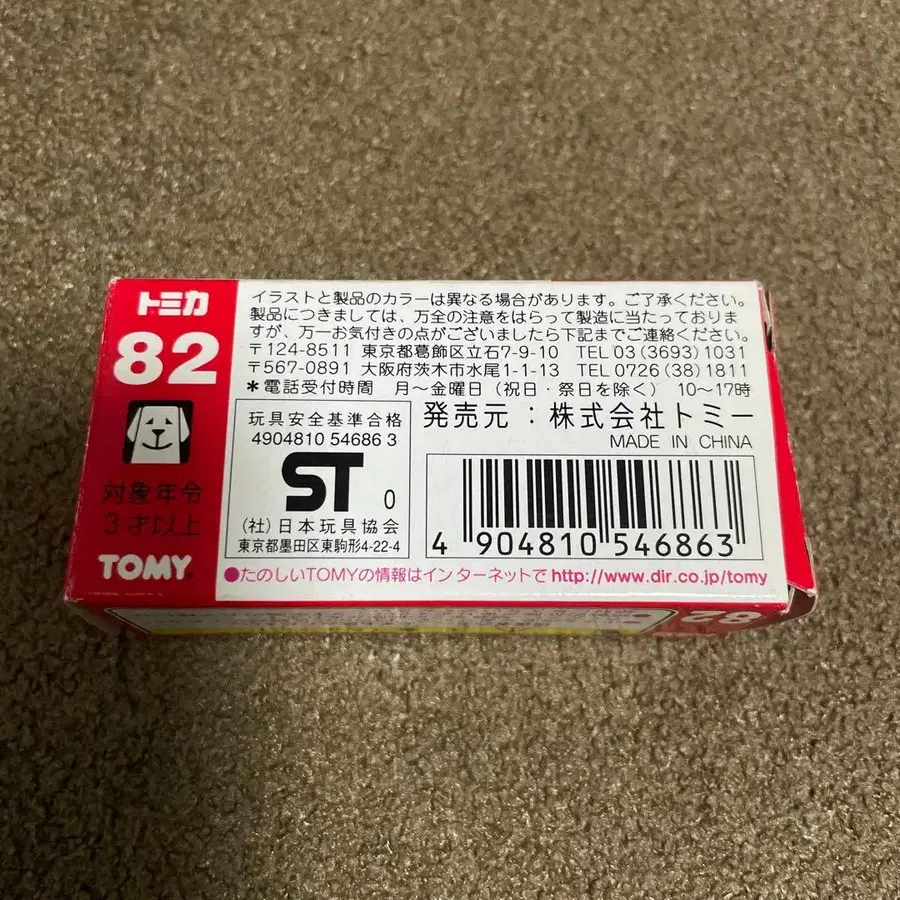 トミカ
82
対象年令
3才以上
TOMY
イラストと製品のカラーは異なる場合があります。ご了承ください。
製品につきましては、万全の注意をはらって製造に当たっておりま
すが、万一お気付きの点がございましたら下記までご連絡ください。
〒124-8511 東京都葛飾区立石7-9-10 TEL 03 (3693) 1031
〒567-0891 大阪府茨木市水尾1-1-13 TEL 0726 (38) 1811
*電話受付時間 月～金曜日 (祝日・祭日を除く) 10～17時
玩具安全基準合格
4904810 54686 3
ST 0
(社) 日本玩具協会
東京都墨田区東駒形4-22-4
発売元：株式会社トミー
MADE IN CHINA
4 904810 546863
●たのしいTOMYの情報はインターネットで http://www.dir.co.jp/tomy
82